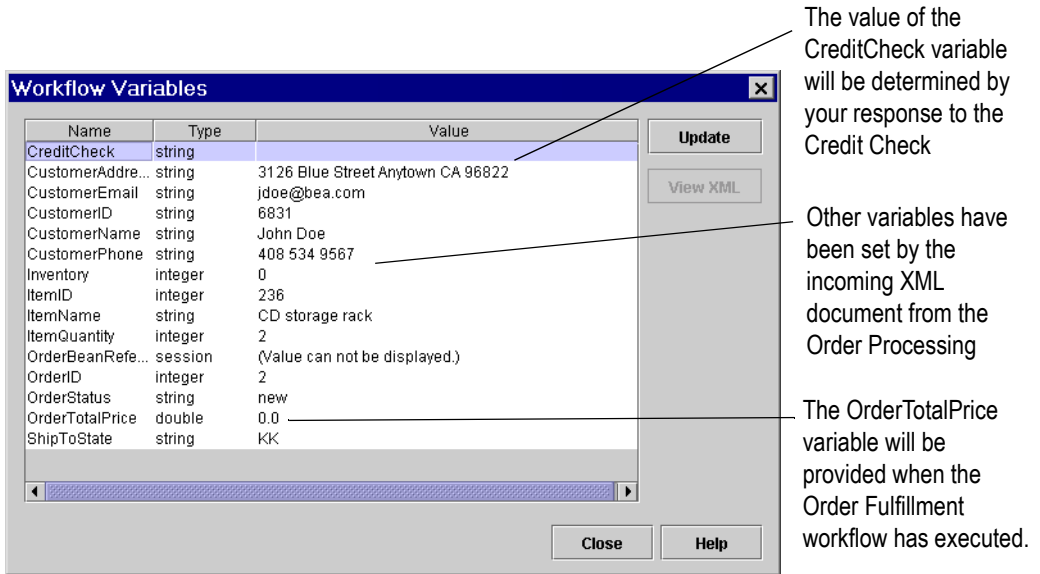 The value of the
CreditCheck variable
will be determined by
your response to the
Credit Check
Workflow Variables
Name Type Value
CreditCheck string
CustomerAddre... string 3126 Blue Street Anytown CA 96822
CustomerEmail string jdoe@bea.com
CustomerID string 6831
CustomerName string John Doe
CustomerPhone string 408 534 9567
Inventory integer 0
ItemID integer 236
ItemName string CD storage rack
ItemQuantity integer 2
OrderBeanRefe... session (Value can not be displayed.)
OrderID integer 2
OrderStatus string new
OrderTotalPrice double 0.0
ShipToState string KK
Update
View XML
Close Help
Other variables have
been set by the
incoming XML
document from the
Order Processing
The OrderTotalPrice
variable will be
provided when the
Order Fulfillment
workflow has executed.